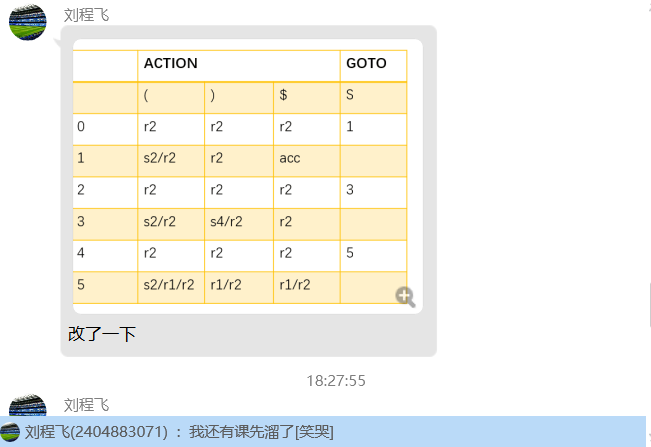 刘程飞
ACTION GOTO
( ) $ S
0 r2 r2 r2 1
1 s2/r2 r2 acc
2 r2 r2 r2 3
3 s2/r2 s4/r2 r2
4 r2 r2 r2 5
5 s2/r1/r2 r1/r2 r1/r2
改了一下
18:27:55
刘程飞
刘程飞(2404883071) ：我还有课先溜了[笑哭]